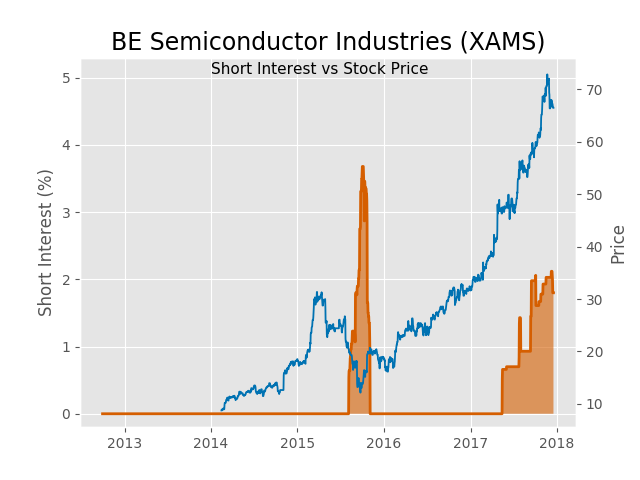 BE Semiconductor Industries (XAMS)
Short Interest vs Stock Price
Short Interest (%)
Price
5
4
3
2
1
0
70
60
50
40
30
20
10
2013 2014 2015 2016 2017 2018